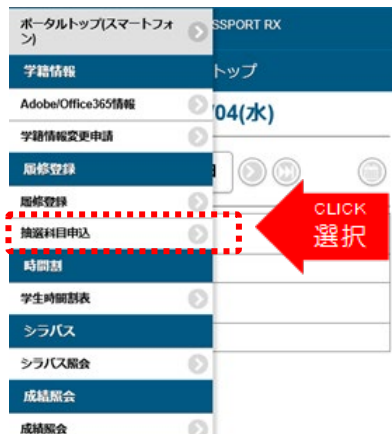 ポータルトップ(スマートフォ
ン)
SSPORT RX
学籍情報
トップ
Adobe/Office365情報
/04(水)
学籍情報変更申請
履修登録
履修登録
抽選科目申込
CLICK
選択
時間割
学生時間割表
シラバス
シラバス照会
成績照会
成績照会